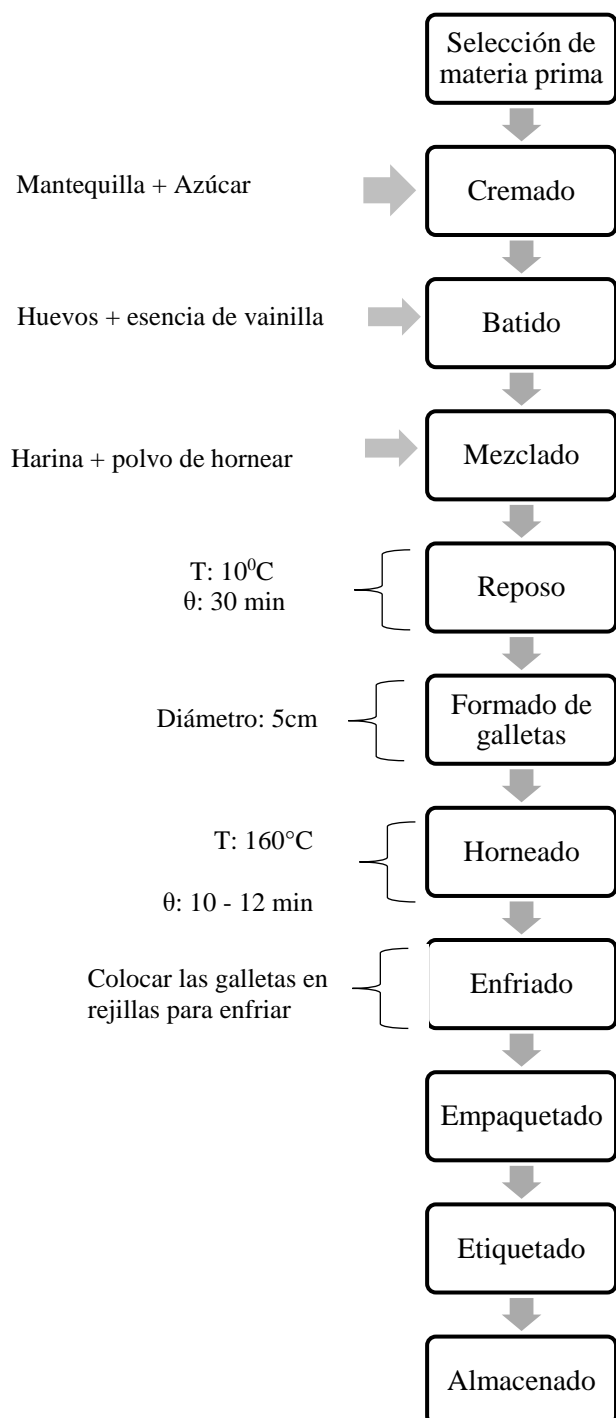 Selección de
materia prima
Mantequilla + Azúcar
Cremado
Huevos + esencia de vainilla
Batido
Harina + polvo de hornear
Mezclado
T: 10⁰C
θ: 30 min
Reposo
Diámetro: 5cm
Formado de
galletas
T: 160°C
θ: 10 - 12 min
Horneado
Colocar las galletas en
rejillas para enfriar
Enfriado
Empaquetado
Etiquetado
Almacenado